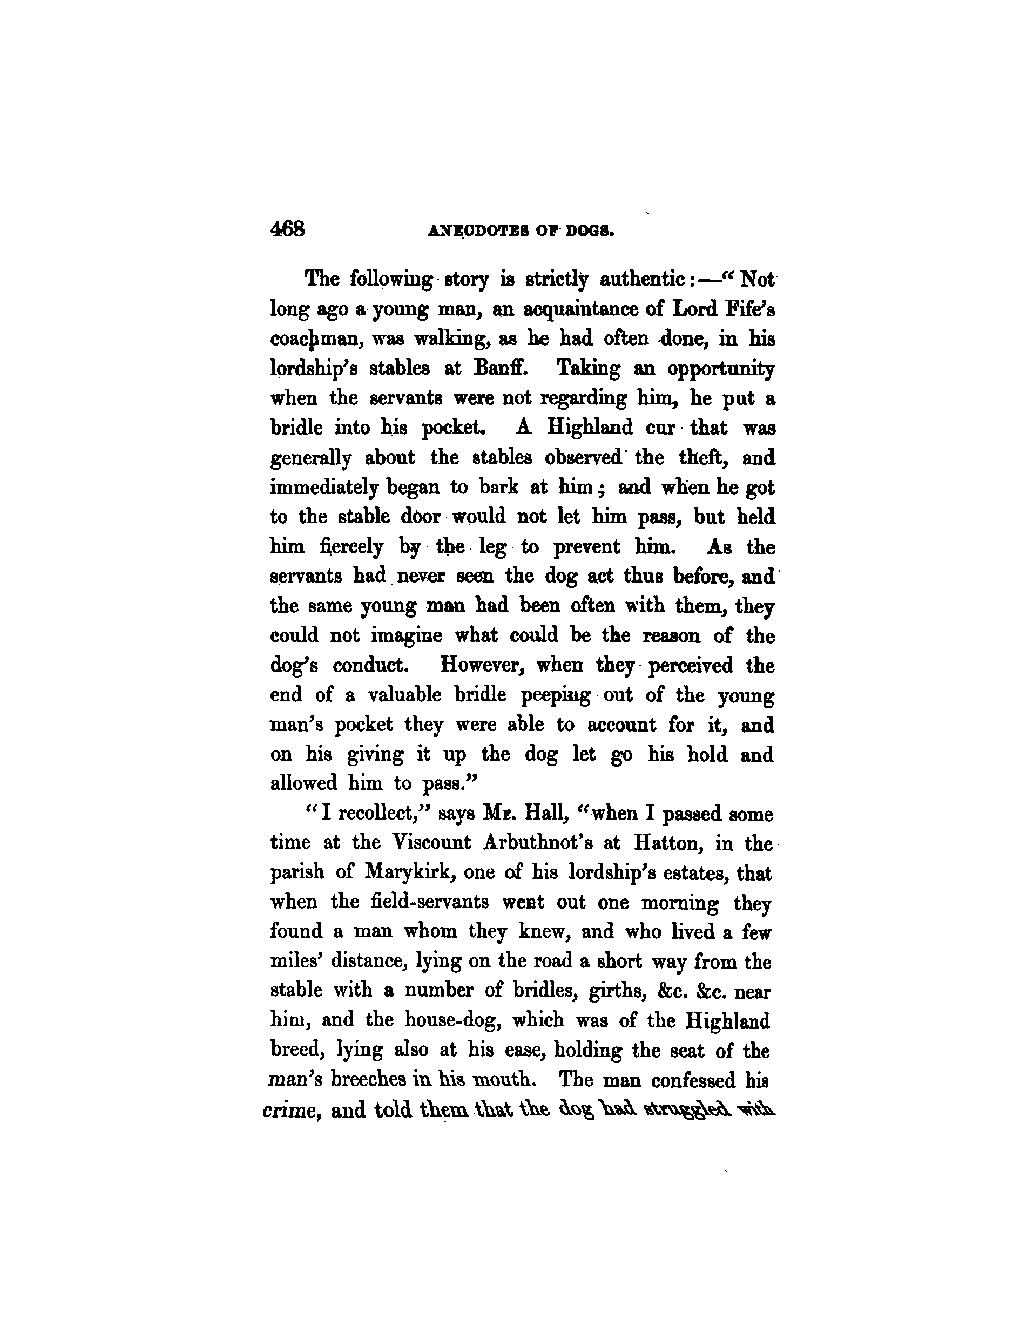 468 ANECDOTES OF DOGS.
The following story is strictly authentic:—“Not
long ago a young man, an acquaintance of Lord Fife’s
coachman, was walking, as he had often done, in his
lordship’s stables at Banff. Taking an opportunity
when the servants were not regarding him, he put a
bridle into his pocket. A Highland cur that was
generally about the stables observed the theft, and
immediately began to bark at him; and when he got
to the stable door would not let him pass, but held
him fiercely by the leg to prevent him. As the
servants had never seen the dog act thus before, and
the same young man had been often with them, they
could not imagine what could be the reason of the
dog’s conduct. However, when they perceived the
end of a valuable bridle peeping out of the young
man’s pocket they were able to account for it, and
on his giving it up the dog let go his hold and
allowed him to pass.”
“I recollect,” says Mr. Hall, “when I passed some
time at the Viscount Arbuthnot’s at Hatton, in the
parish of Marykirk, one of his lordship’s estates, that
when the field-servants went out one morning they
found a man whom they knew, and who lived a few
miles’ distance, lying on the road a short way from the
stable with a number of bridles, girths, &c. &c. near
him, and the house-dog, which was of the Highland
breed, lying also at his ease, holding the seat of the
man’s breeches in his mouth. The man confessed his
crime, and told them that the dog had struggled with